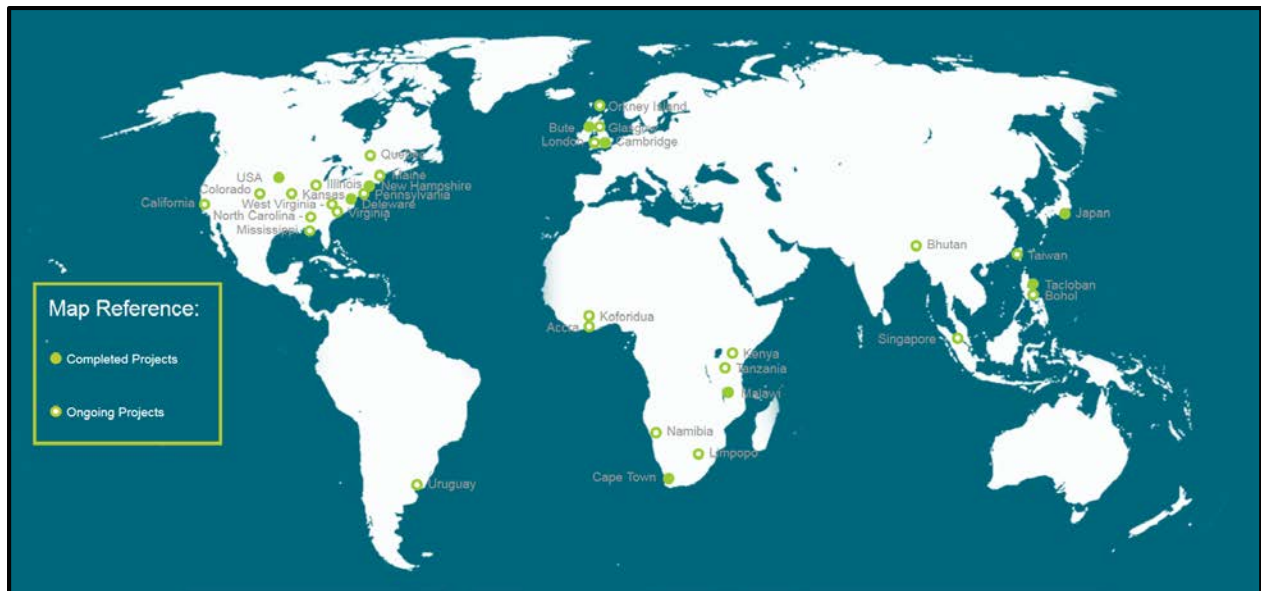 Orkney Island
Bute
Glasgow
London
Cambridge
Quebec
USA
Maine
Illinois
New Hampshire
Colorado
Kansas
Pennsylvania
California
West Virginia -
Deleware
North Carolina -
Virginia
Mississippi
Japan
Bhutan
Taiwan
Tacloban
Bohol
Map Reference:
Koforidua
Accra
Singapore
Completed Projects
Kenya
Tanzania
Malawi
Ongoing Projects
Namibia
Limpopo
Cape Town
Uruguay